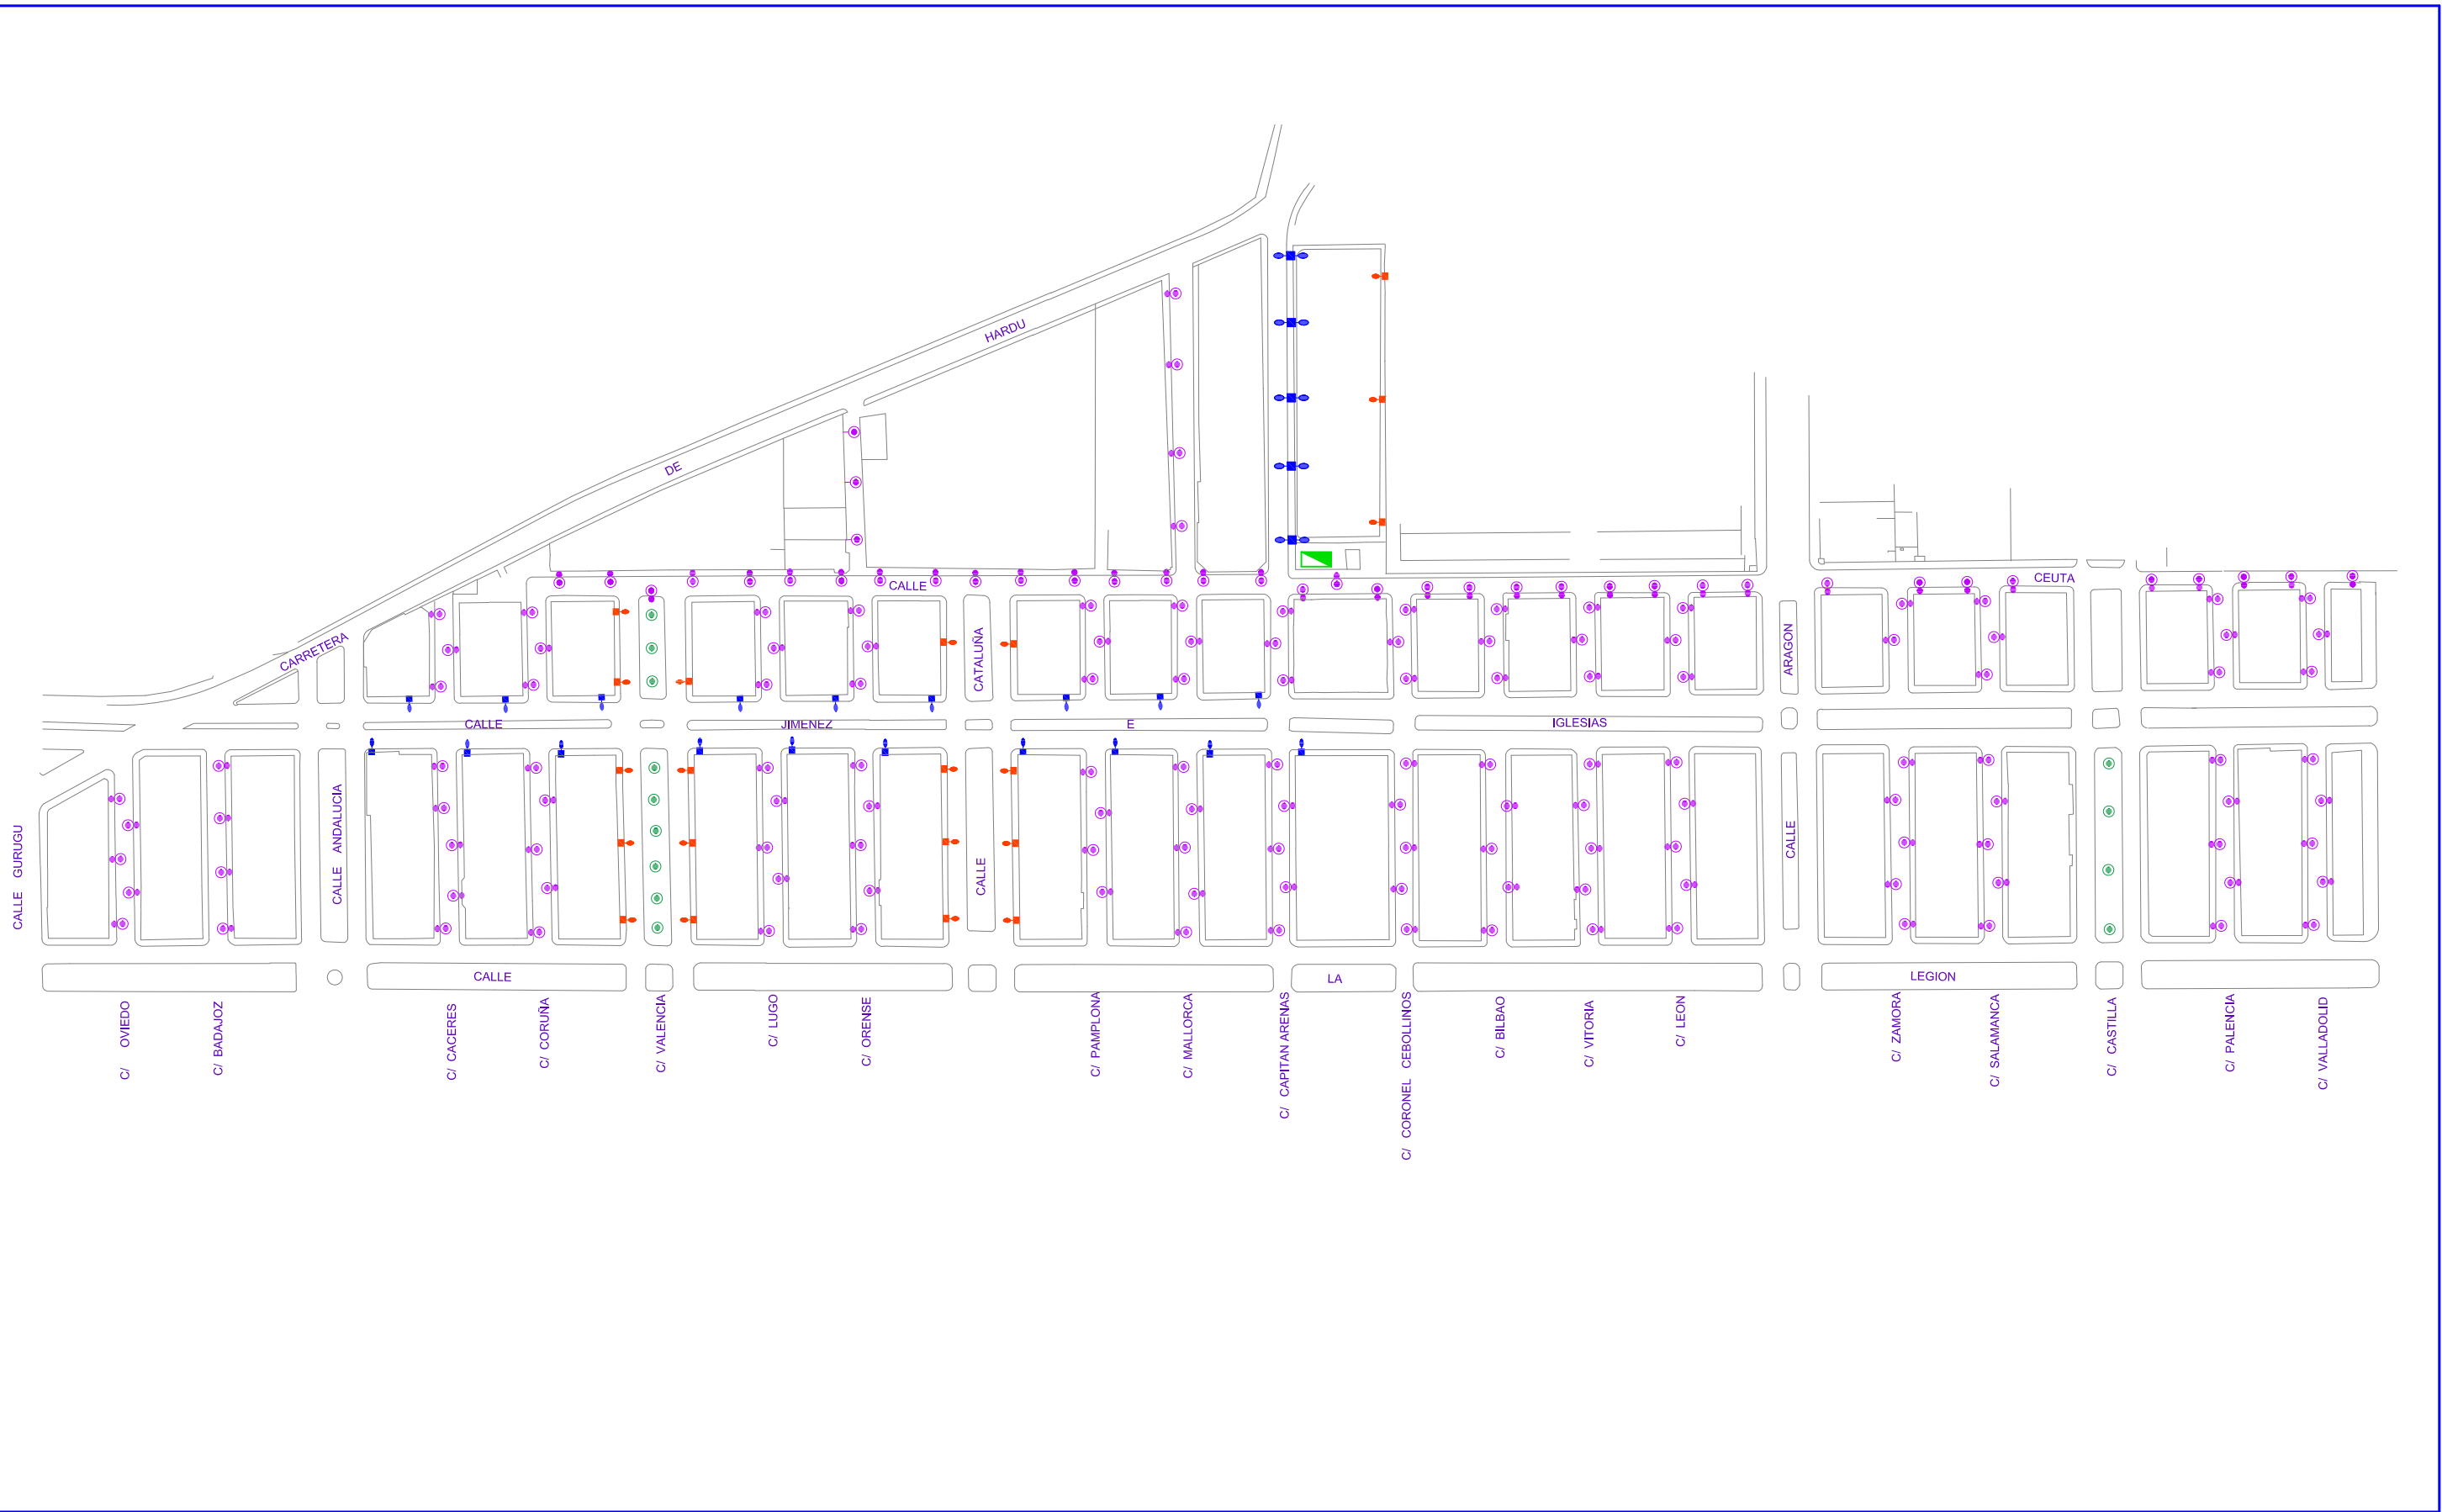 HARDU
DE
CARRETERA
CALLE
CEUTA
CATALUÑA
ARAGON
CALLE
JIMENEZ
E
IGLESIAS
CALLE GURUGU
CALLE ANDALUCIA
CALLE
CALLE
CALLE
LA
LEGION
C/ OVIEDO
C/ BADAJOZ
C/ CACERES
C/ CORUÑA
C/ VALENCIA
C/ LUGO
C/ ORENSE
C/ PAMPLONA
C/ MALLORCA
C/ CAPITAN ARENAS
C/ CORONEL CEBOLLINOS
C/ BILBAO
C/ VITORIA
C/ LEON
C/ ZAMORA
C/ SALAMANCA
C/ CASTILLA
C/ PALENCIA
C/ VALLADOLID